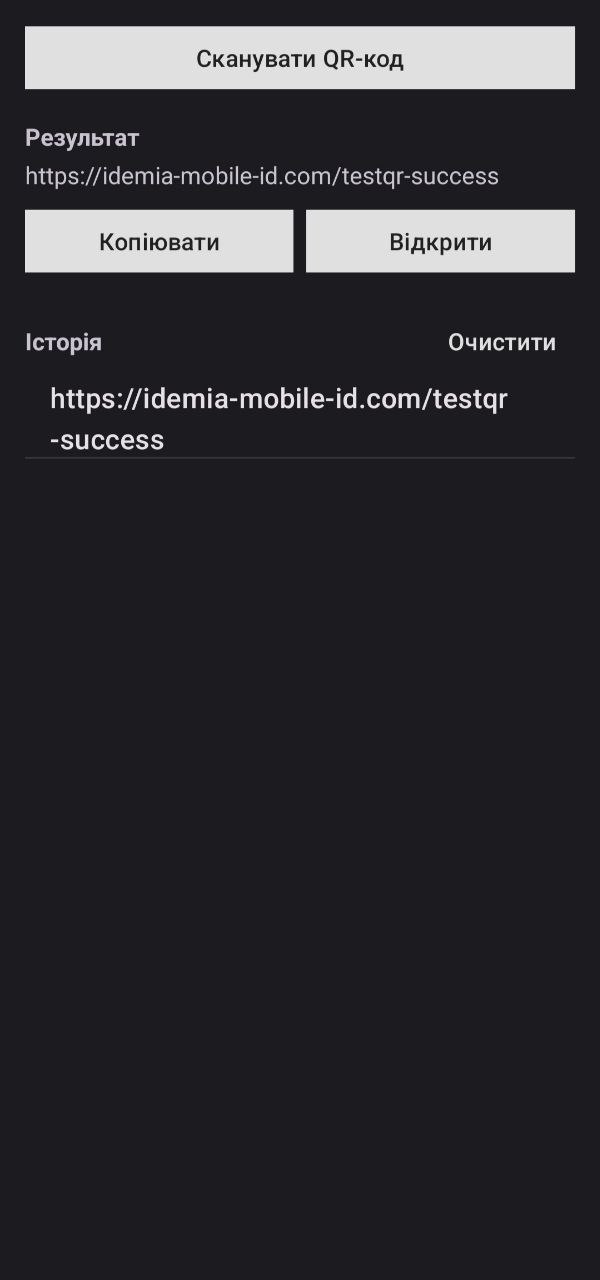 Сканувати QR-код
Результат
https://idemia-mobile-id.com/testqr-success
Копіювати
Відкрити
Історія
Очистити
https://idemia-mobile-id.com/testqr
-success